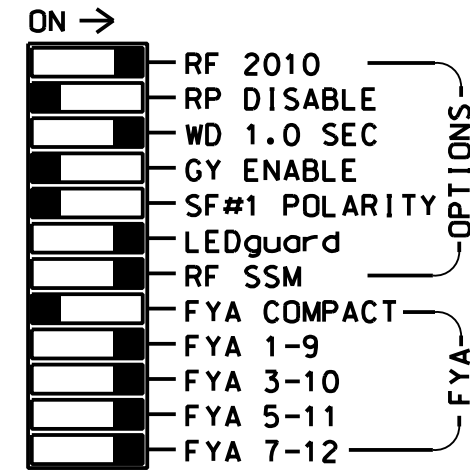 ON →
RF 2010
RP DISABLE
WD 1.0 SEC
GY ENABLE
SF#1 POLARITY
LEDguard
RF SSM
OPTIONS
FYA COMPACT
FYA 1-9
FYA 3-10
FYA 5-11
FYA 7-12
FYA